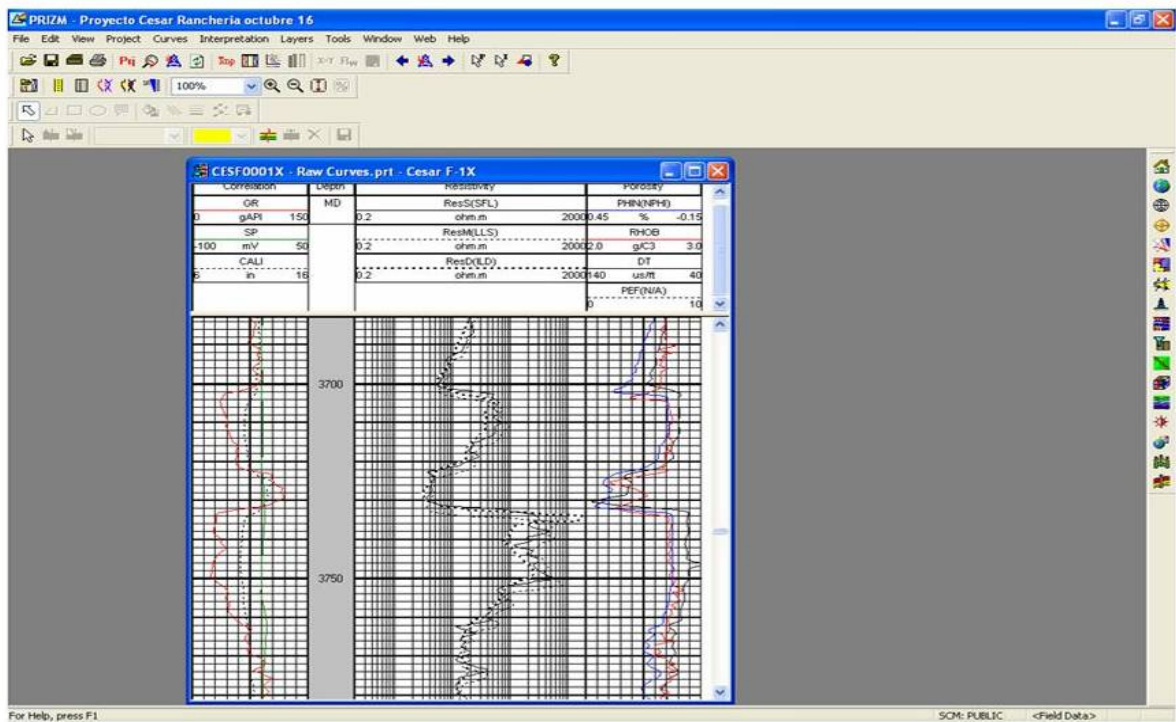 PRIZM - Proyecto Cesar Rancheria octubre 16
File Edit View Project Curves Interpretation Layers Tools Window Web Help
Prj Top X-Y
100%
CESF0001X - Raw Curves.prt - Cesar F-1X
Correlation Depth Resistivity Porosity
GR MD ResS(SFL) PHIN(NPHI)
0 gAPI 150 0.2 ohm.m 2000 0.45 % -0.15
SP ResM(LLS) RHOB
-100 mV 50 0.2 ohm.m 2000 2.0 g/C3 3.0
CALI ResD(ILD) DT
6 in 16 0.2 ohm.m 2000 140 us/ft 40
PEF(N/A)
0 10
3700
3750
For Help, press F1 SCM: PUBLIC <Field Data>